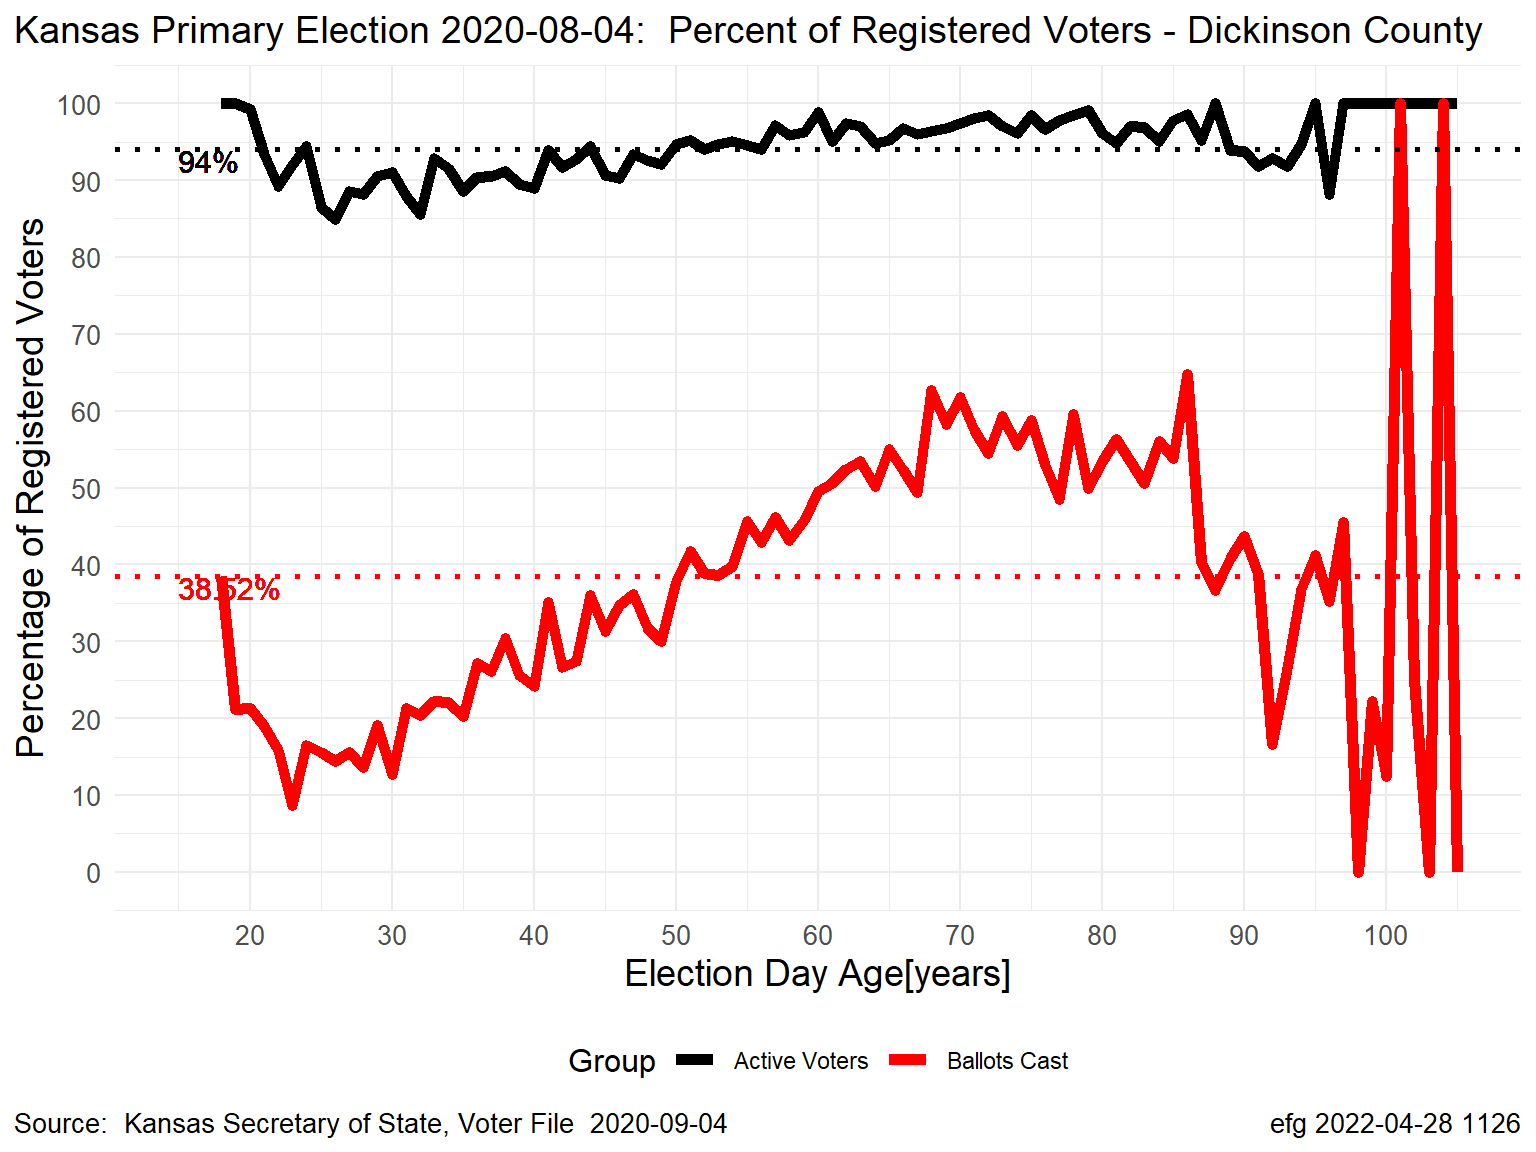 Kansas Primary Election 2020-08-04:  Percent of Registered Voters - Dickinson County
Percentage of Registered Voters
100
90
80
70
60
50
40
30
20
10
0
94%
38.52%
20 30 40 50 60 70 80 90 100
Election Day Age[years]
Group Active Voters Ballots Cast
Source:  Kansas Secretary of State, Voter File  2020-09-04 efg 2022-04-28 1126